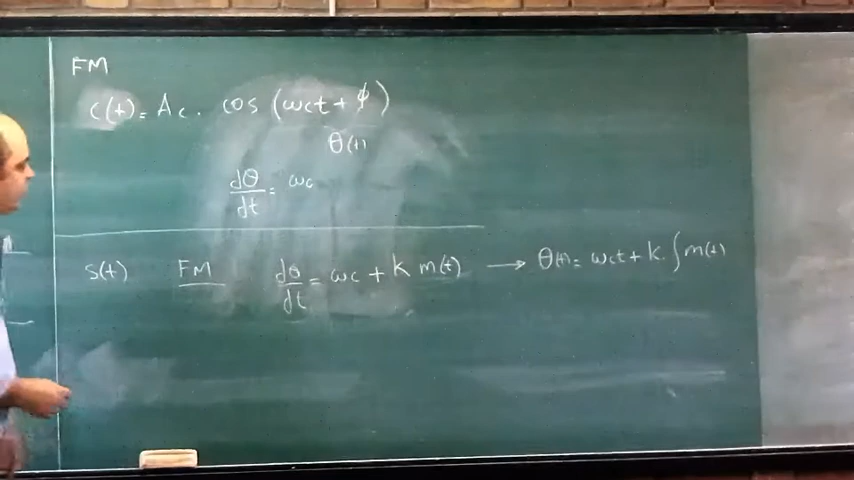 FM
c(t) = Ac . cos (ωct + φ)
θ(t)
dθ/dt = ωc
s(t) FM dθ/dt = ωc + k m(t) → θ(t) = ωct + k. ∫ m(t)